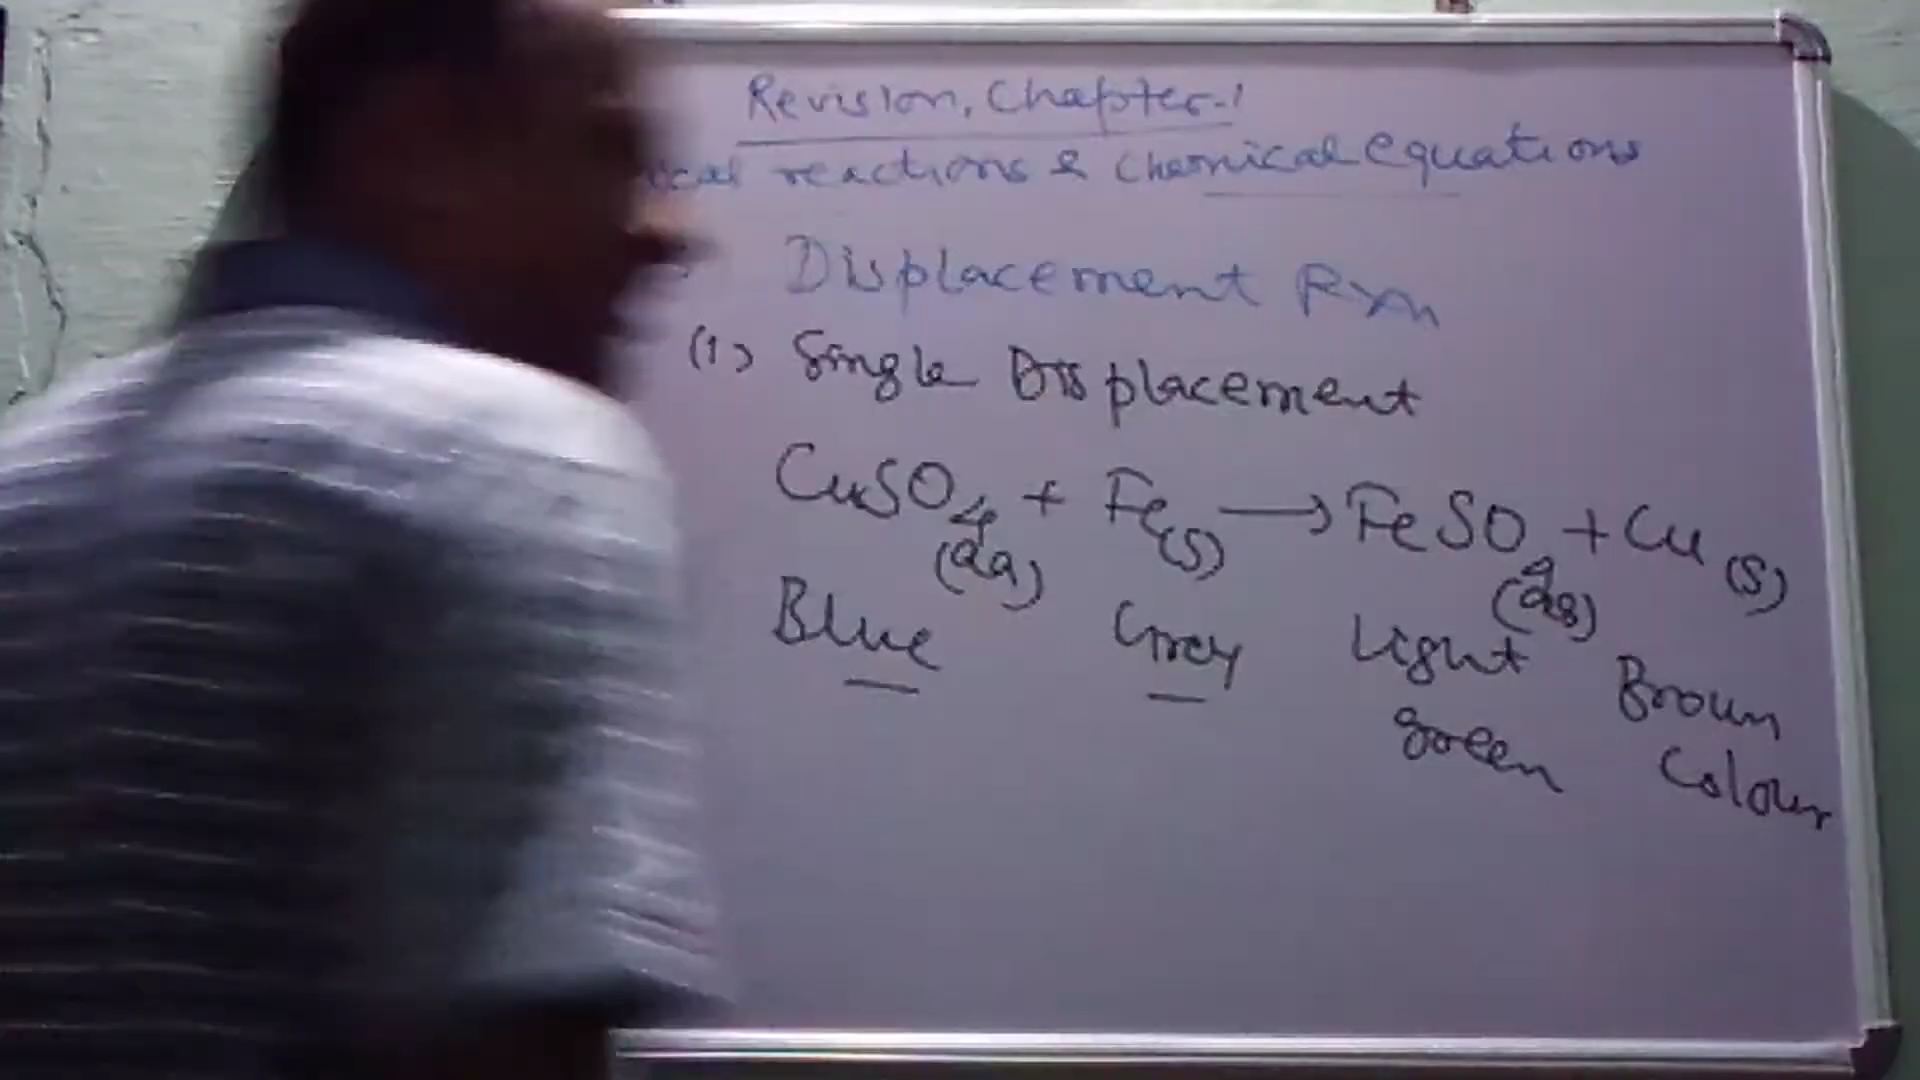 Revision, Chapter-1
ical reactions & Chemical equations
Displacement Rxn
(1) Single Displacement
CuSO4(aq) + Fe(s) → FeSO4(aq) + Cu(s)
Blue Grey Light green Brown Colour